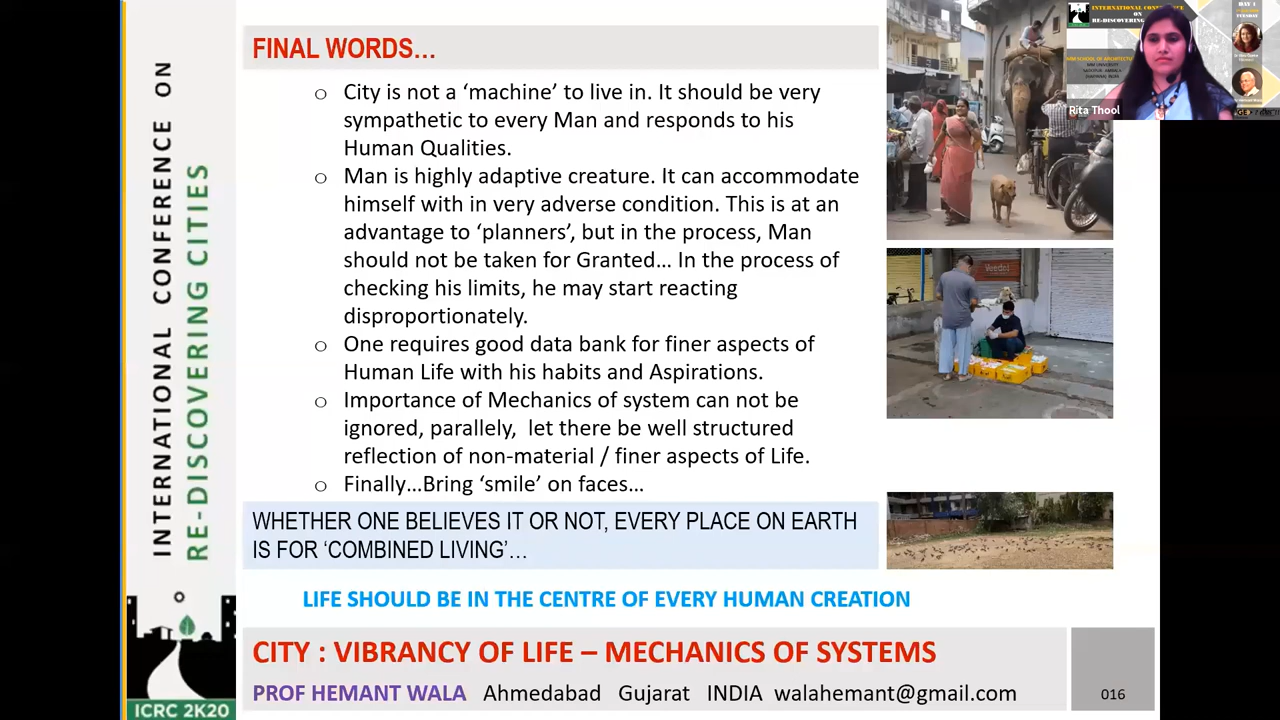 INTERNATIONAL CONFERENCE ON
RE-DISCOVERING CITIES
ICRC 2K20
FINAL WORDS…
City is not a ‘machine’ to live in. It should be very
sympathetic to every Man and responds to his
Human Qualities.
Man is highly adaptive creature. It can accommodate
himself with in very adverse condition. This is at an
advantage to ‘planners’, but in the process, Man
should not be taken for Granted… In the process of
checking his limits, he may start reacting
disproportionately.
One requires good data bank for finer aspects of
Human Life with his habits and Aspirations.
Importance of Mechanics of system can not be
ignored, parallely, let there be well structured
reflection of non-material / finer aspects of Life.
Finally…Bring ‘smile’ on faces…
WHETHER ONE BELIEVES IT OR NOT, EVERY PLACE ON EARTH
IS FOR ‘COMBINED LIVING’…
LIFE SHOULD BE IN THE CENTRE OF EVERY HUMAN CREATION
CITY : VIBRANCY OF LIFE – MECHANICS OF SYSTEMS
PROF HEMANT WALA Ahmedabad Gujarat INDIA walahemant@gmail.com
016
INTERNATIONAL CONFERENCE
ON
RE-DISCOVERING
DAY 1
TUESDAY
Rita Thool